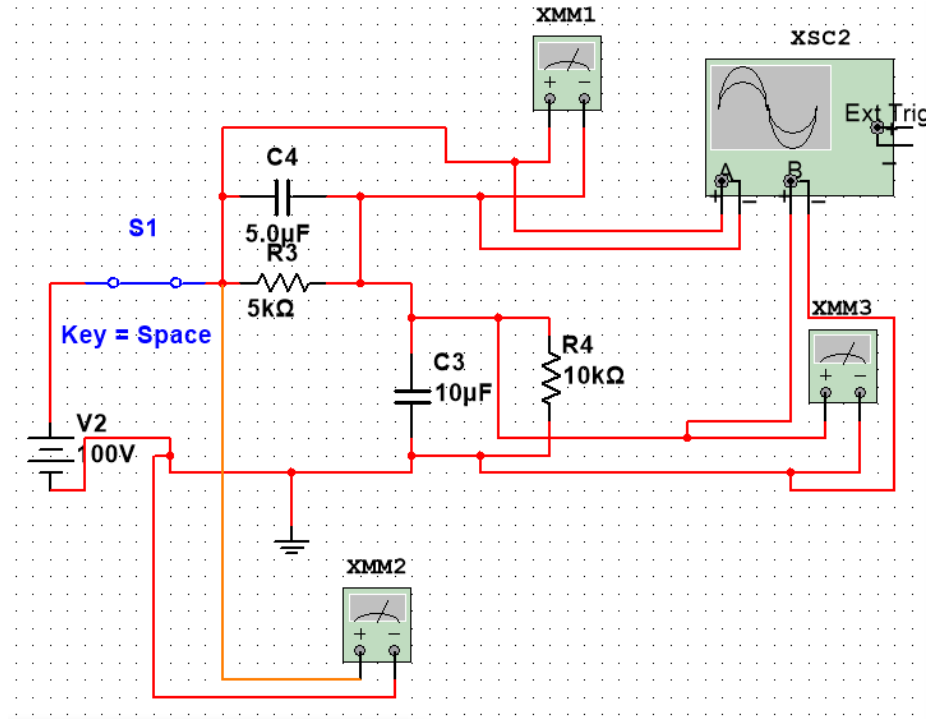 XMM1
+ −
XSC2
Ext Trig
+
−
A B
+ − + −
C4
5.0µF
S1
R3
5kΩ
Key = Space
XMM3
+ −
R4
10kΩ
C3
10µF
V2
100V
XMM2
+ −